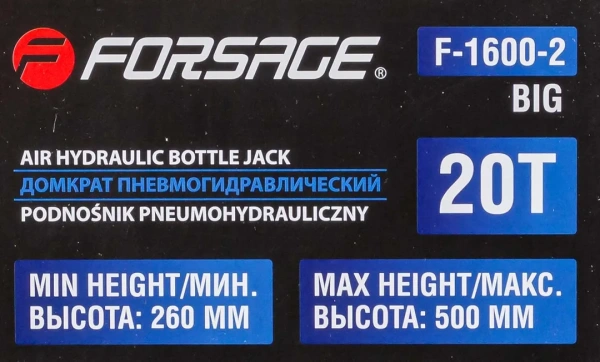 FORSAGE®
F-1600-2
BIG
AIR HYDRAULIC BOTTLE JACK
ДОМКРАТ ПНЕВМОГИДРАВЛИЧЕСКИЙ
PODNOŚNIK PNEUMOHYDRAULICZNY
20T
MIN HEIGHT/МИН.
ВЫСОТА: 260 ММ
MAX HEIGHT/МАКС.
ВЫСОТА: 500 ММ